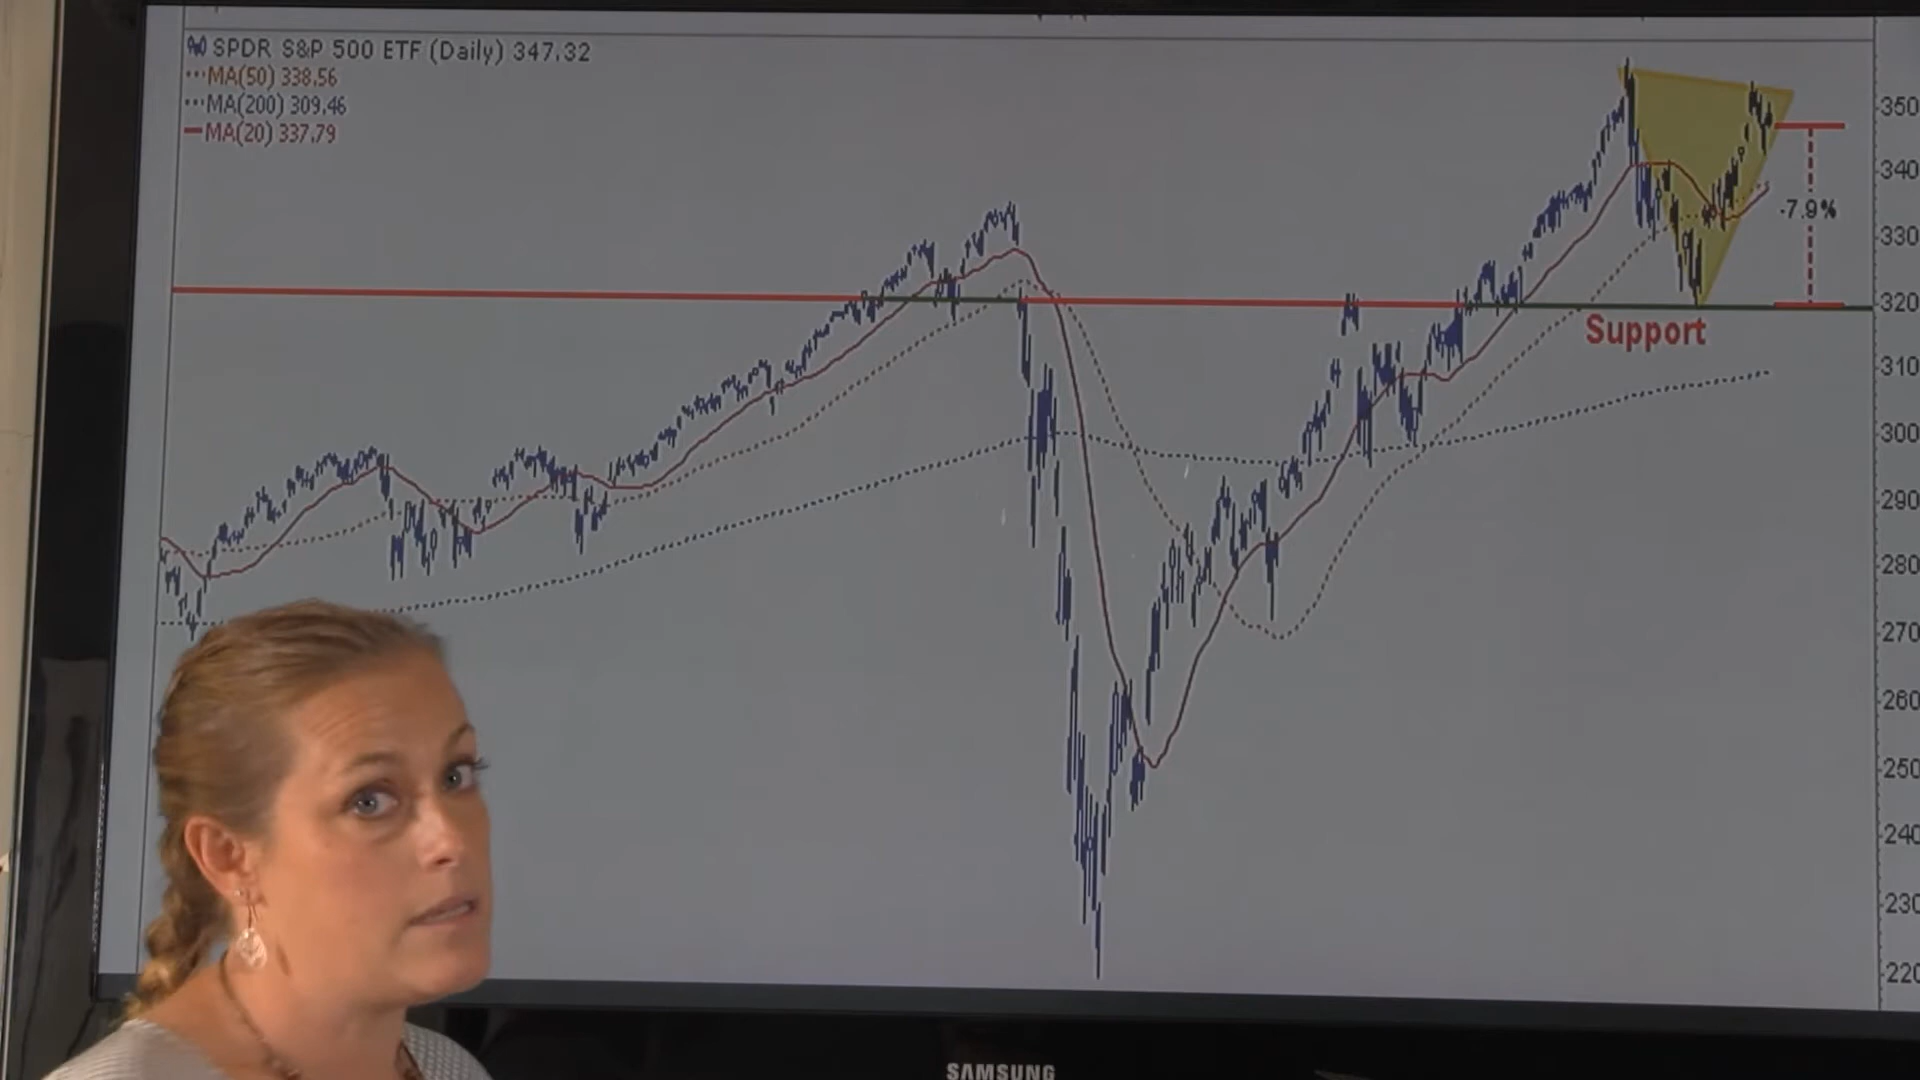 SPDR S&P 500 ETF (Daily) 347.32
MA(50) 338.56
MA(200) 309.46
MA(20) 337.79
350
340
-7.9%
330
320
Support
310
300
290
280
270
260
250
240
230
220
SAMSUNG